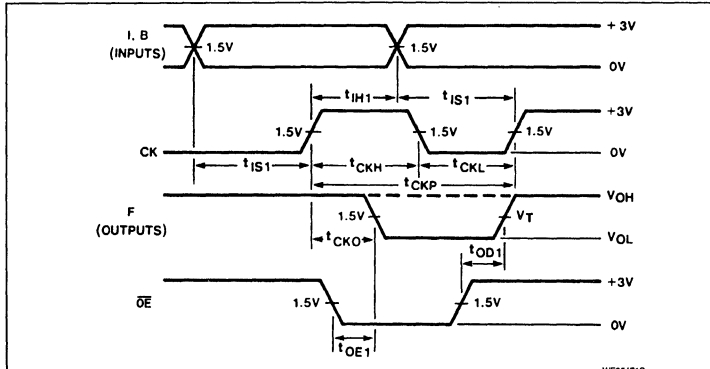 I, B
(INPUTS)
+3V
1.5V
1.5V
0V
tIH1
tIS1
+3V
1.5V
1.5V
1.5V
CK
0V
tIS1
tCKH
tCKL
tCKP
VOH
F
(OUTPUTS)
1.5V
VT
tCKO
VOL
tOD1
+3V
OE
1.5V
1.5V
0V
tOE1